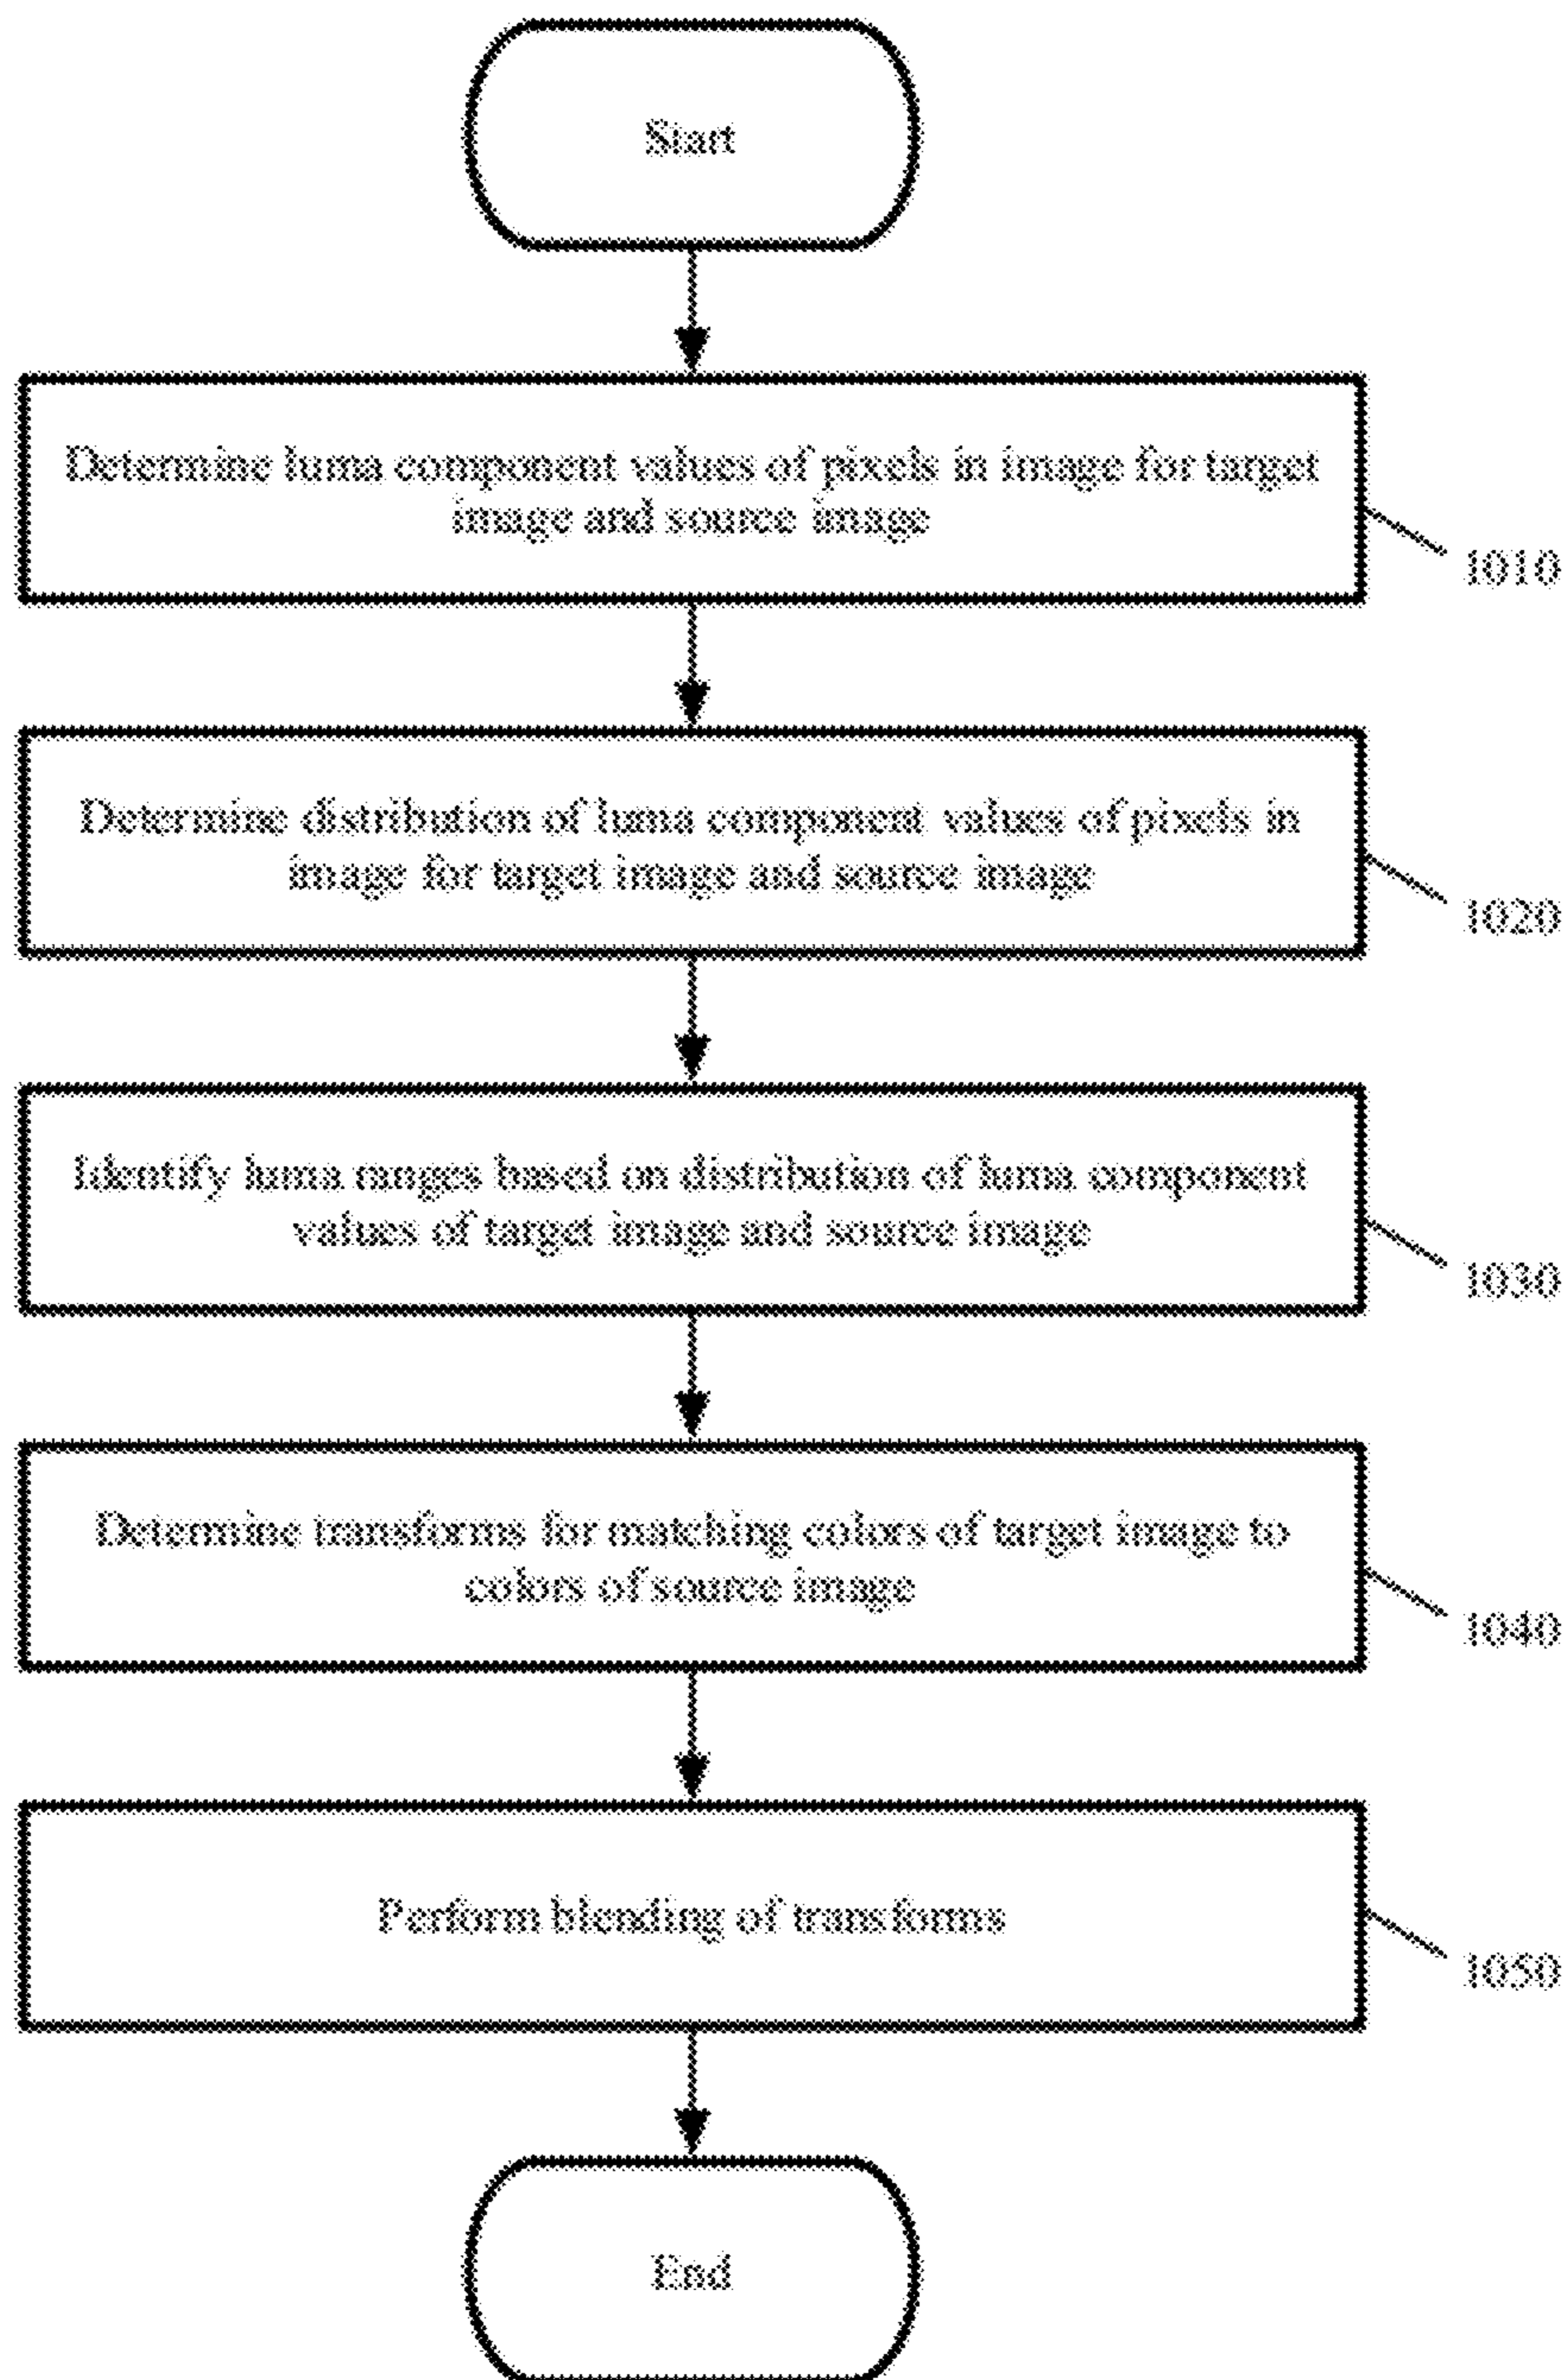 Start
Determine luma component values of pixels in image for target
image and source image
1010
Determine distribution of luma component values of pixels in
image for target image and source image
1020
Identify luma ranges based on distribution of luma component
values of target image and source image
1030
Determine transforms for matching colors of target image to
colors of source image
1040
Perform blending of transforms
1050
End